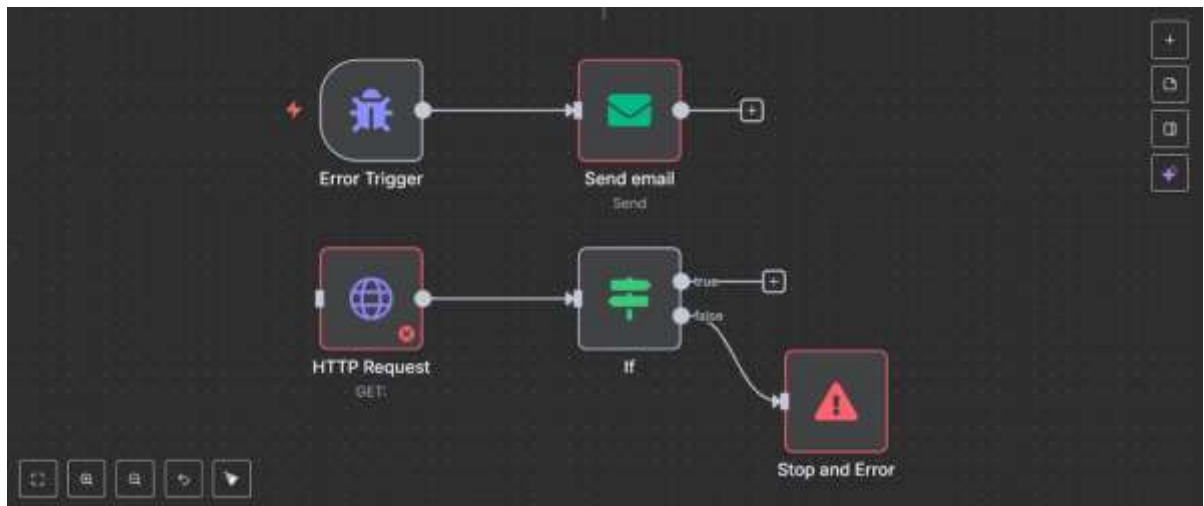 Error Trigger
Send email
Send
true
false
HTTP Request
GET:
If
Stop and Error